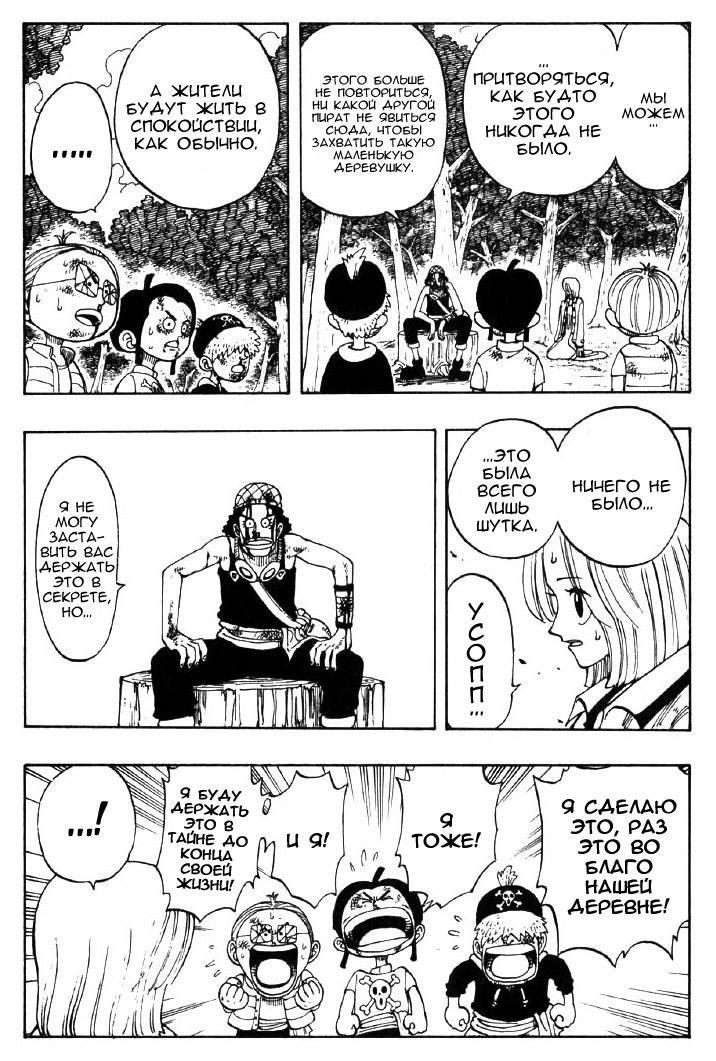 МЫ
МОЖЕМ
...
...
ПРИТВОРЯТЬСЯ,
КАК БУДТО
ЭТОГО
НИКОГДА НЕ
БЫЛО.
ЭТОГО БОЛЬШЕ
НЕ ПОВТОРИТЬСЯ,
НИ КАКОЙ ДРУГОЙ
ПИРАТ НЕ ЯВИТЬСЯ
СЮДА, ЧТОБЫ
ЗАХВАТИТЬ ТАКУЮ
МАЛЕНЬКУЮ
ДЕРЕВУШКУ.
А ЖИТЕЛИ
БУДУТ ЖИТЬ В
СПОКОЙСТВИИ,
КАК ОБЫЧНО.
.....
НИЧЕГО НЕ
БЫЛО...
...ЭТО
БЫЛА
ВСЕГО
ЛИШЬ
ШУТКА.
УСОПП...
Я НЕ
МОГУ
ЗАСТА-
ВИТЬ ВАС
ДЕРЖАТЬ
ЭТО В
СЕКРЕТЕ,
НО...
Я СДЕЛАЮ
ЭТО, РАЗ
ЭТО ВО
БЛАГО
НАШЕЙ
ДЕРЕВНЕ!
Я
ТОЖЕ!
И Я!
Я БУДУ
ДЕРЖАТЬ
ЭТО В
ТАЙНЕ ДО
КОНЦА
СВОЕЙ
ЖИЗНИ!
...!